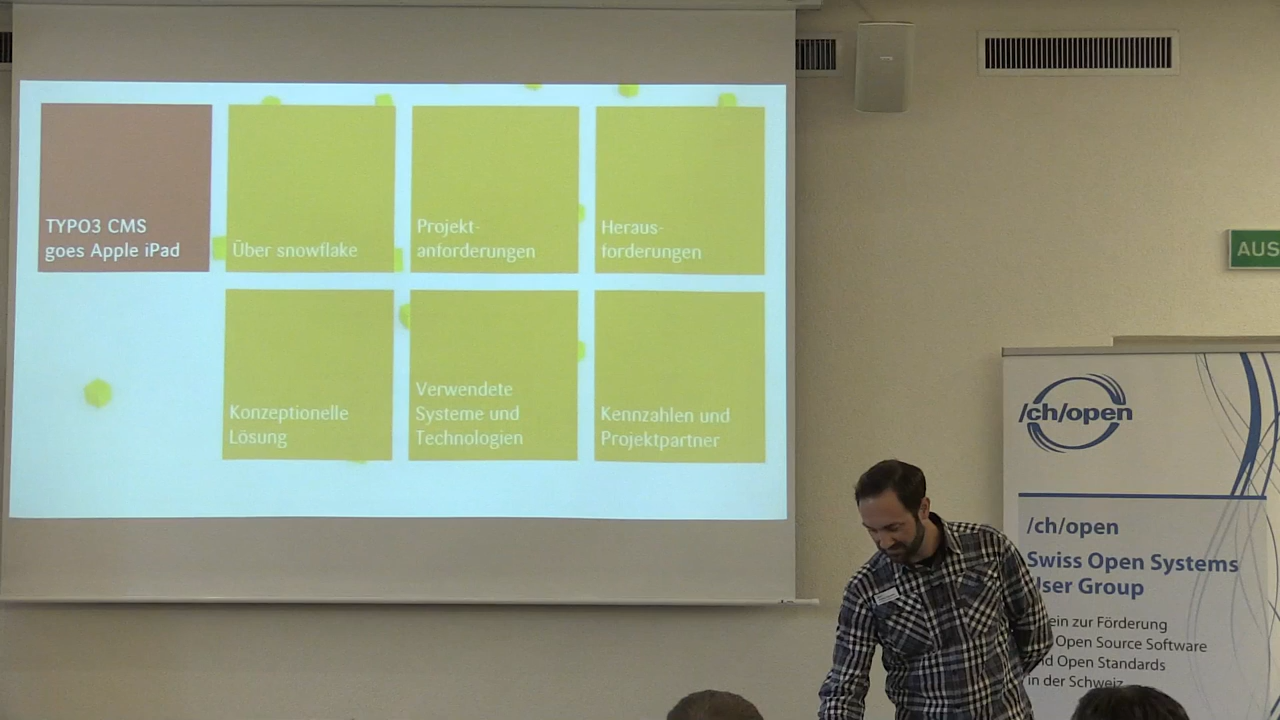 TYPO3 CMS
goes Apple iPad
Über snowflake
Projekt-
anforderungen
Heraus-
forderungen
Konzeptionelle
Lösung
Verwendete
Systeme und
Technologien
Kennzahlen und
Projektpartner
AUS
/ch/open
/ch/open
Swiss Open Systems
User Group
ein zur Förderung
Open Source Software
nd Open Standards
in der Schweiz